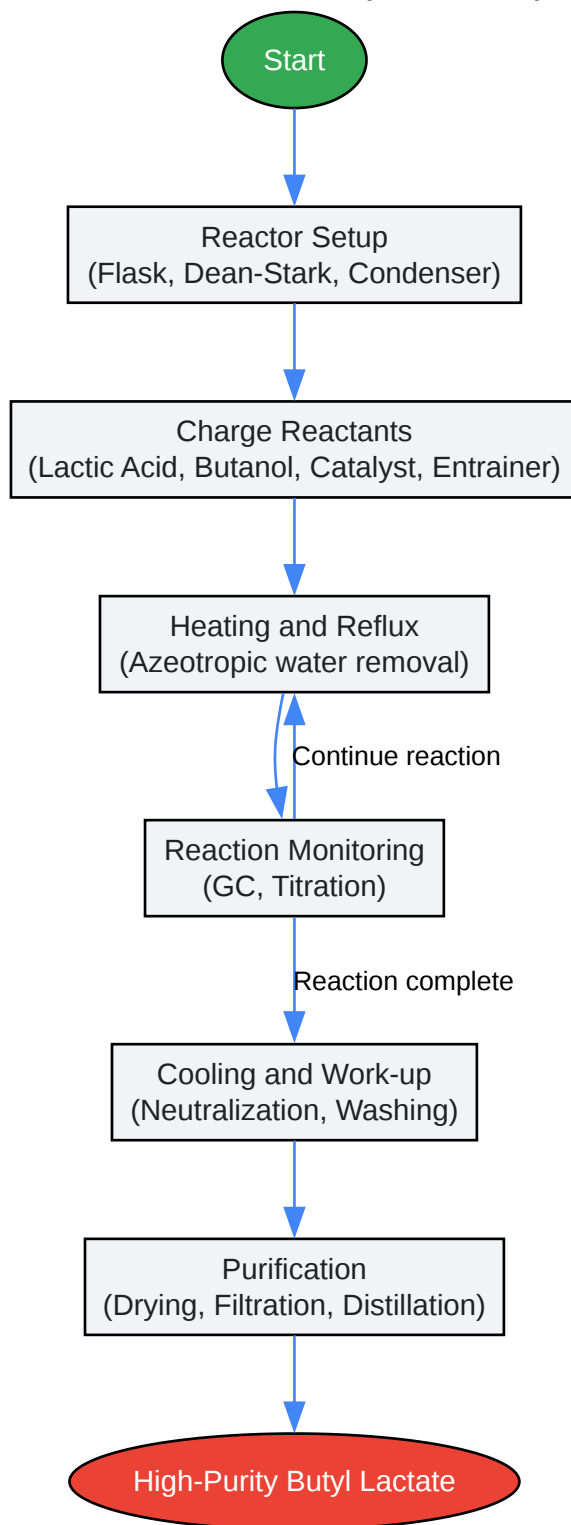 Start
Reactor Setup
(Flask, Dean-Stark, Condenser)
Charge Reactants
(Lactic Acid, Butanol, Catalyst, Entrainer)
Heating and Reflux
(Azeotropic water removal)
Continue reaction
Reaction Monitoring
(GC, Titration)
Reaction complete
Cooling and Work-up
(Neutralization, Washing)
Purification
(Drying, Filtration, Distillation)
High-Purity Butyl Lactate